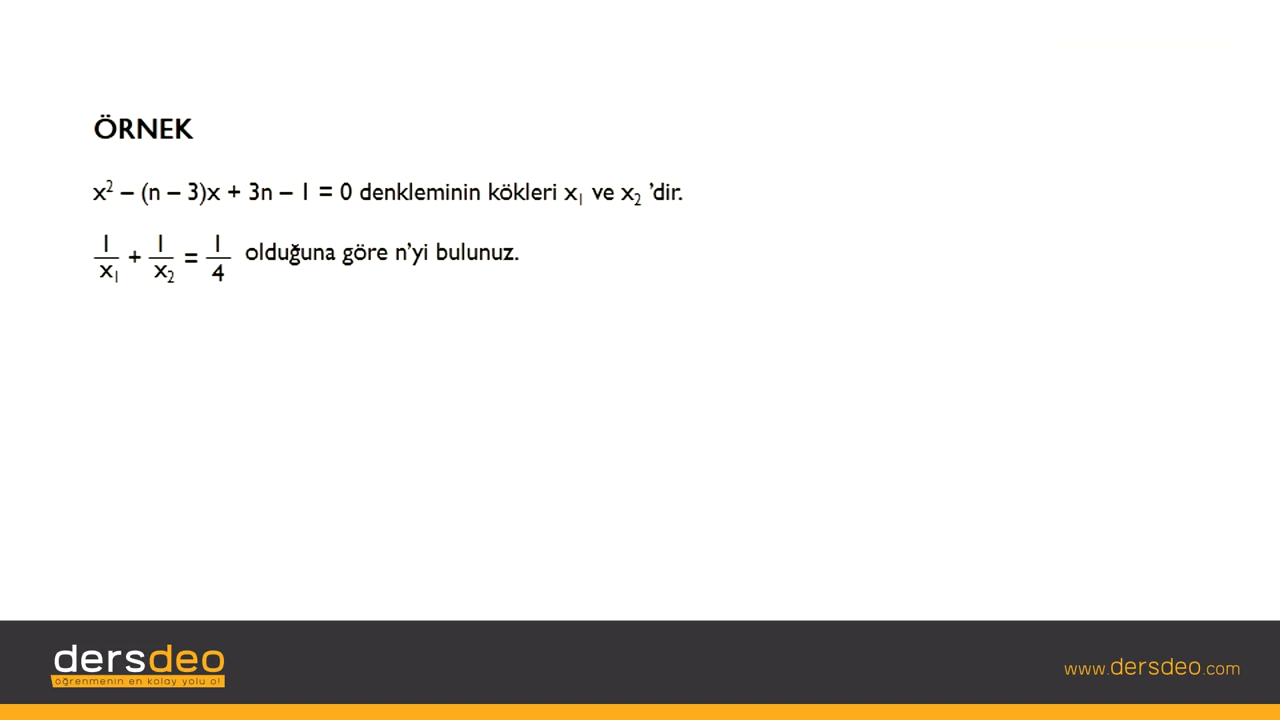 ÖRNEK
x² – (n – 3)x + 3n – 1 = 0 denkleminin kökleri x₁ ve x₂ ’dir.
1/x₁ + 1/x₂ = 1/4 olduğuna göre n’yi bulunuz.
dersdeo
öğrenmenin en kolay yolu o!
www.dersdeo.com